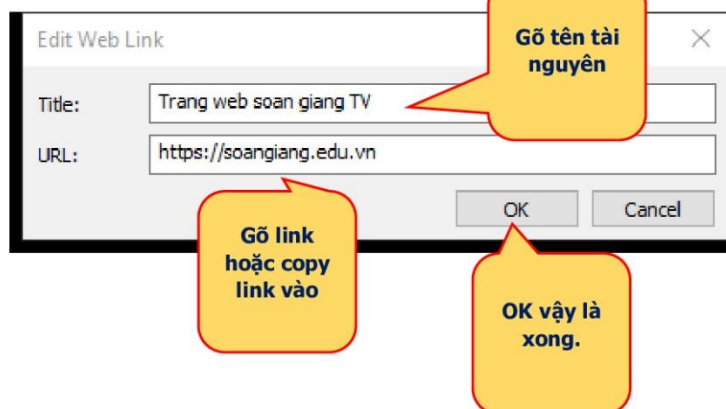 Edit Web Link
Gõ tên tài
nguyên
Title:
Trang web soan giang TV
URL:
https://soangiang.edu.vn
OK
Cancel
Gõ link
hoặc copy
link vào
OK vậy là
xong.